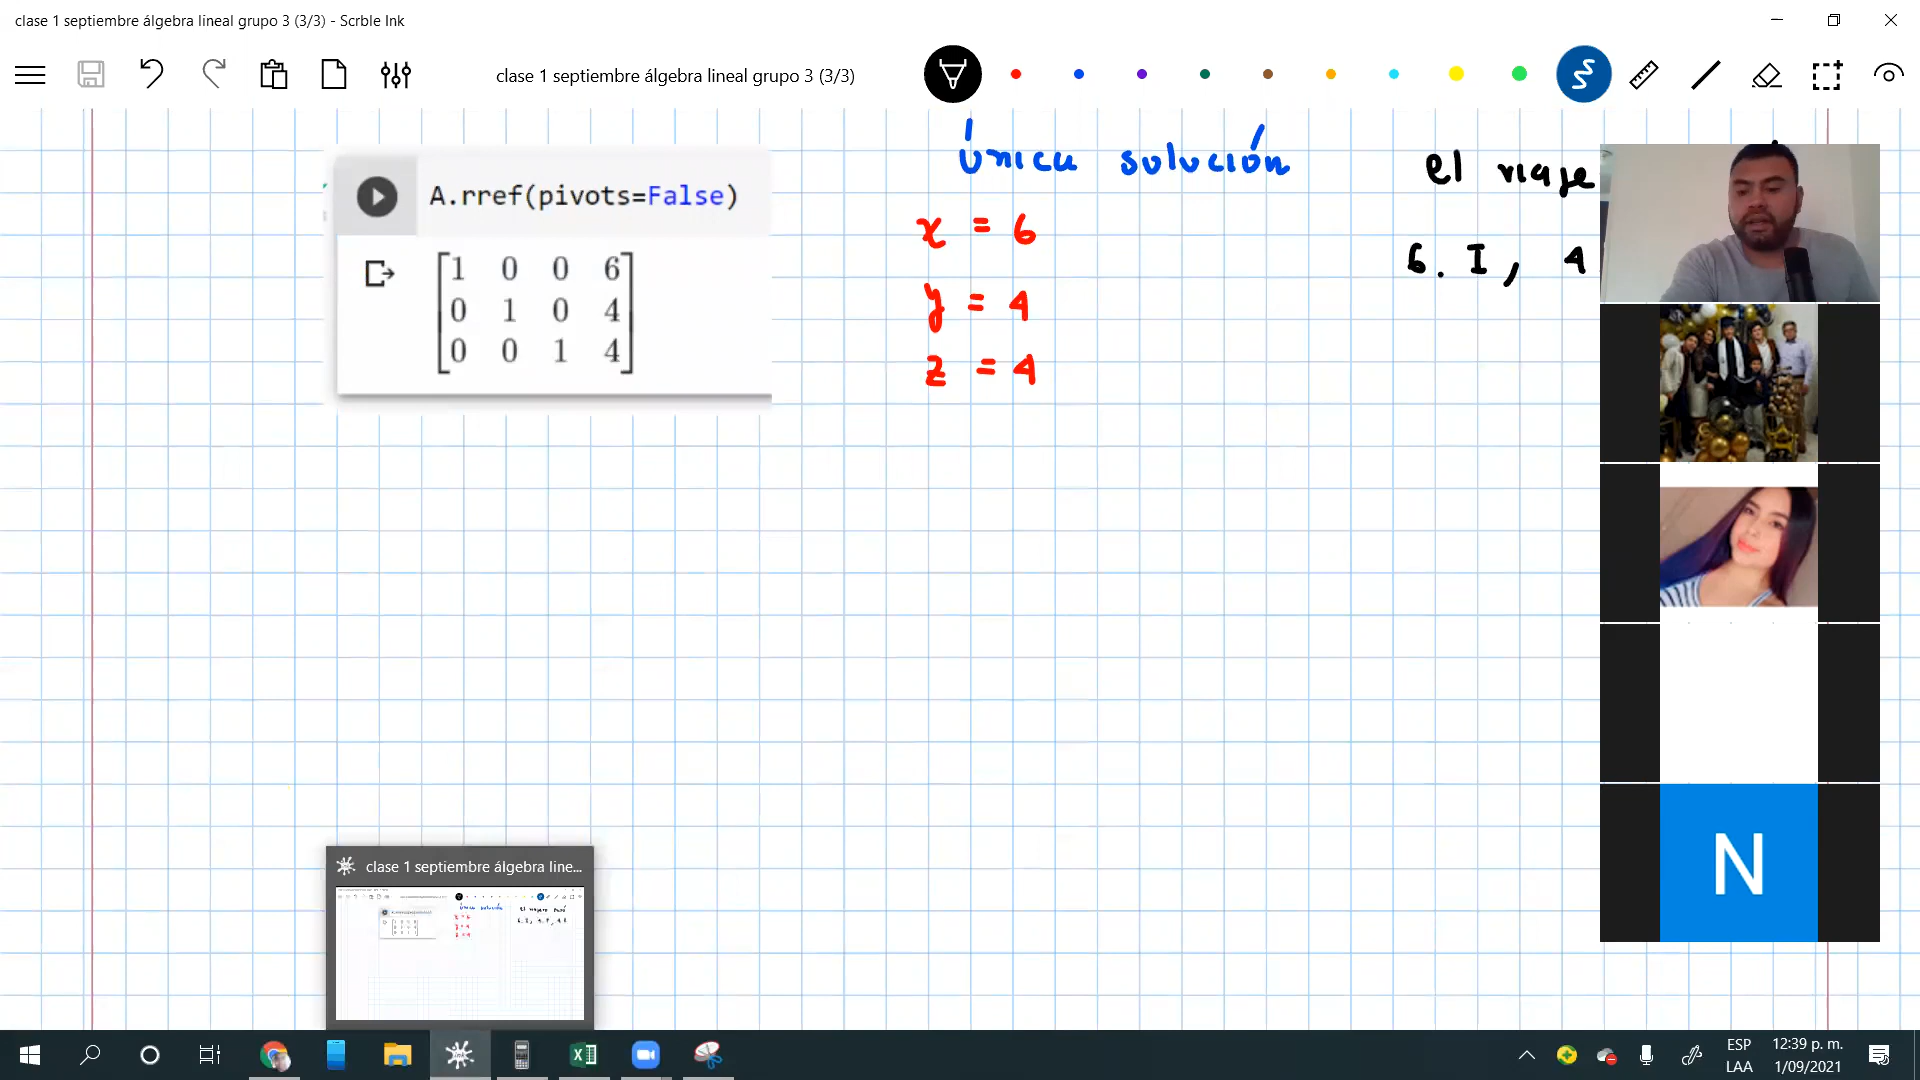 clase 1 septiembre álgebra lineal grupo 3 (3/3) - Scrble Ink
clase 1 septiembre álgebra lineal grupo 3 (3/3)
única solución
el viaje
A.rref(pivots=False)
1 0 0 6
0 1 0 4
0 0 1 4
x = 6
y = 4
z = 4
6. I, 4
N
clase 1 septiembre álgebra line...
ESP
LAA
12:39 p. m.
1/09/2021